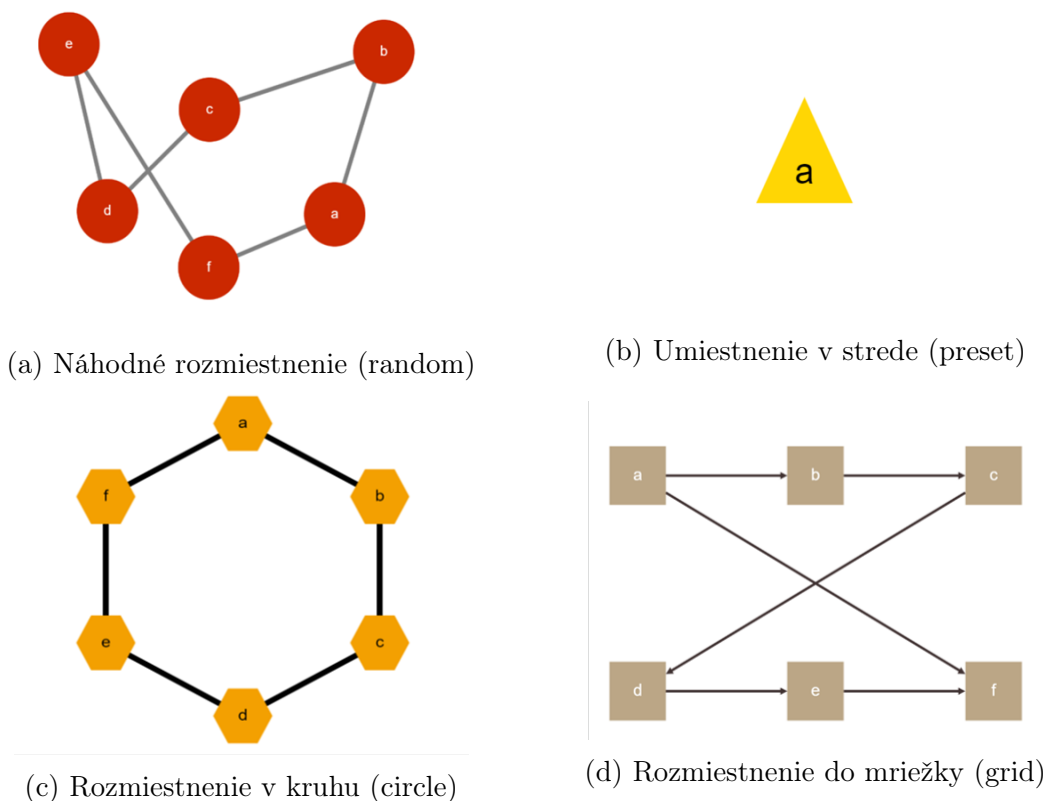 e
b
c
d
a
f
a
(a) Náhodné rozmiestnenie (random)
(b) Umiestnenie v strede (preset)
a
f
b
e
c
d
a
b
c
d
e
f
(c) Rozmiestnenie v kruhu (circle)
(d) Rozmiestnenie do mriežky (grid)